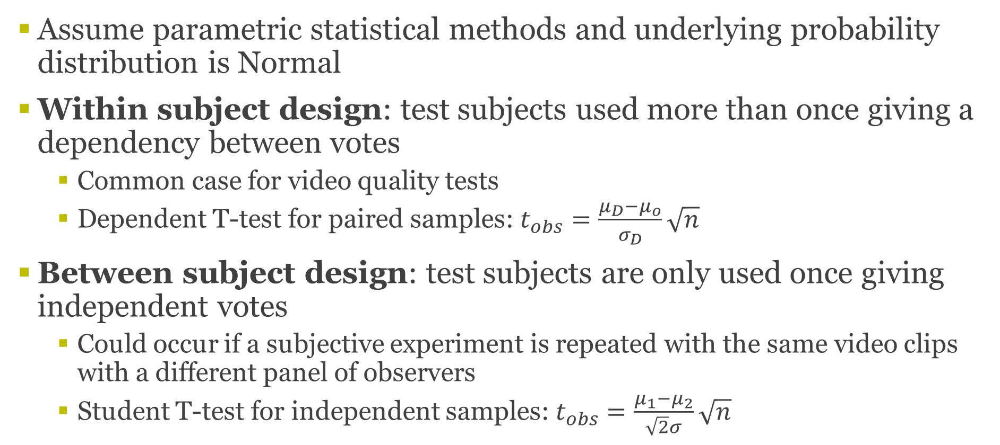 ▪ Assume parametric statistical methods and underlying probability
distribution is Normal
▪ Within subject design: test subjects used more than once giving a
dependency between votes
▪ Common case for video quality tests
▪ Dependent T-test for paired samples: $t_{obs} = \frac{\mu_D - \mu_o}{\sigma_D}\sqrt{n}$
▪ Between subject design: test subjects are only used once giving
independent votes
▪ Could occur if a subjective experiment is repeated with the same video clips
with a different panel of observers
▪ Student T-test for independent samples: $t_{obs} = \frac{\mu_1 - \mu_2}{\sqrt{2}\sigma}\sqrt{n}$